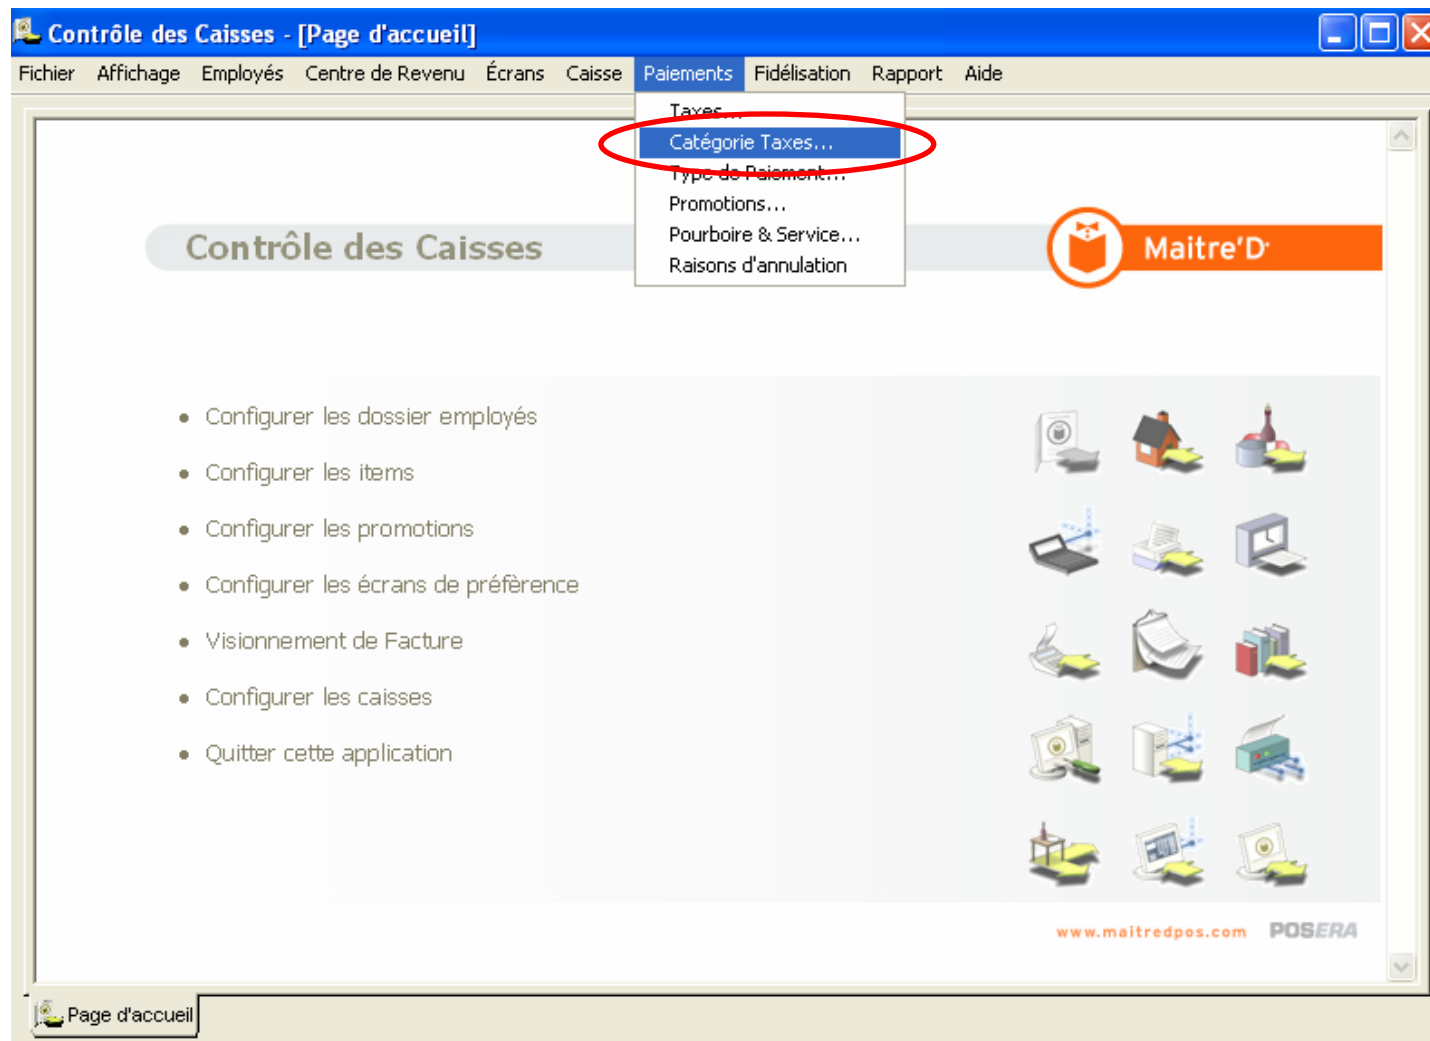 Contrôle des Caisses - [Page d'accueil]
Fichier Affichage Employés Centre de Revenu Écrans Caisse Paiements Fidélisation Rapport Aide
Taxes...
Catégorie Taxes...
Type de Paiement...
Promotions...
Pourboire & Service...
Raisons d'annulation
Contrôle des Caisses
Maitre'D
Configurer les dossier employés
Configurer les items
Configurer les promotions
Configurer les écrans de préfèrence
Visionnement de Facture
Configurer les caisses
Quitter cette application
www.maitredpos.com POSERA
Page d'accueil